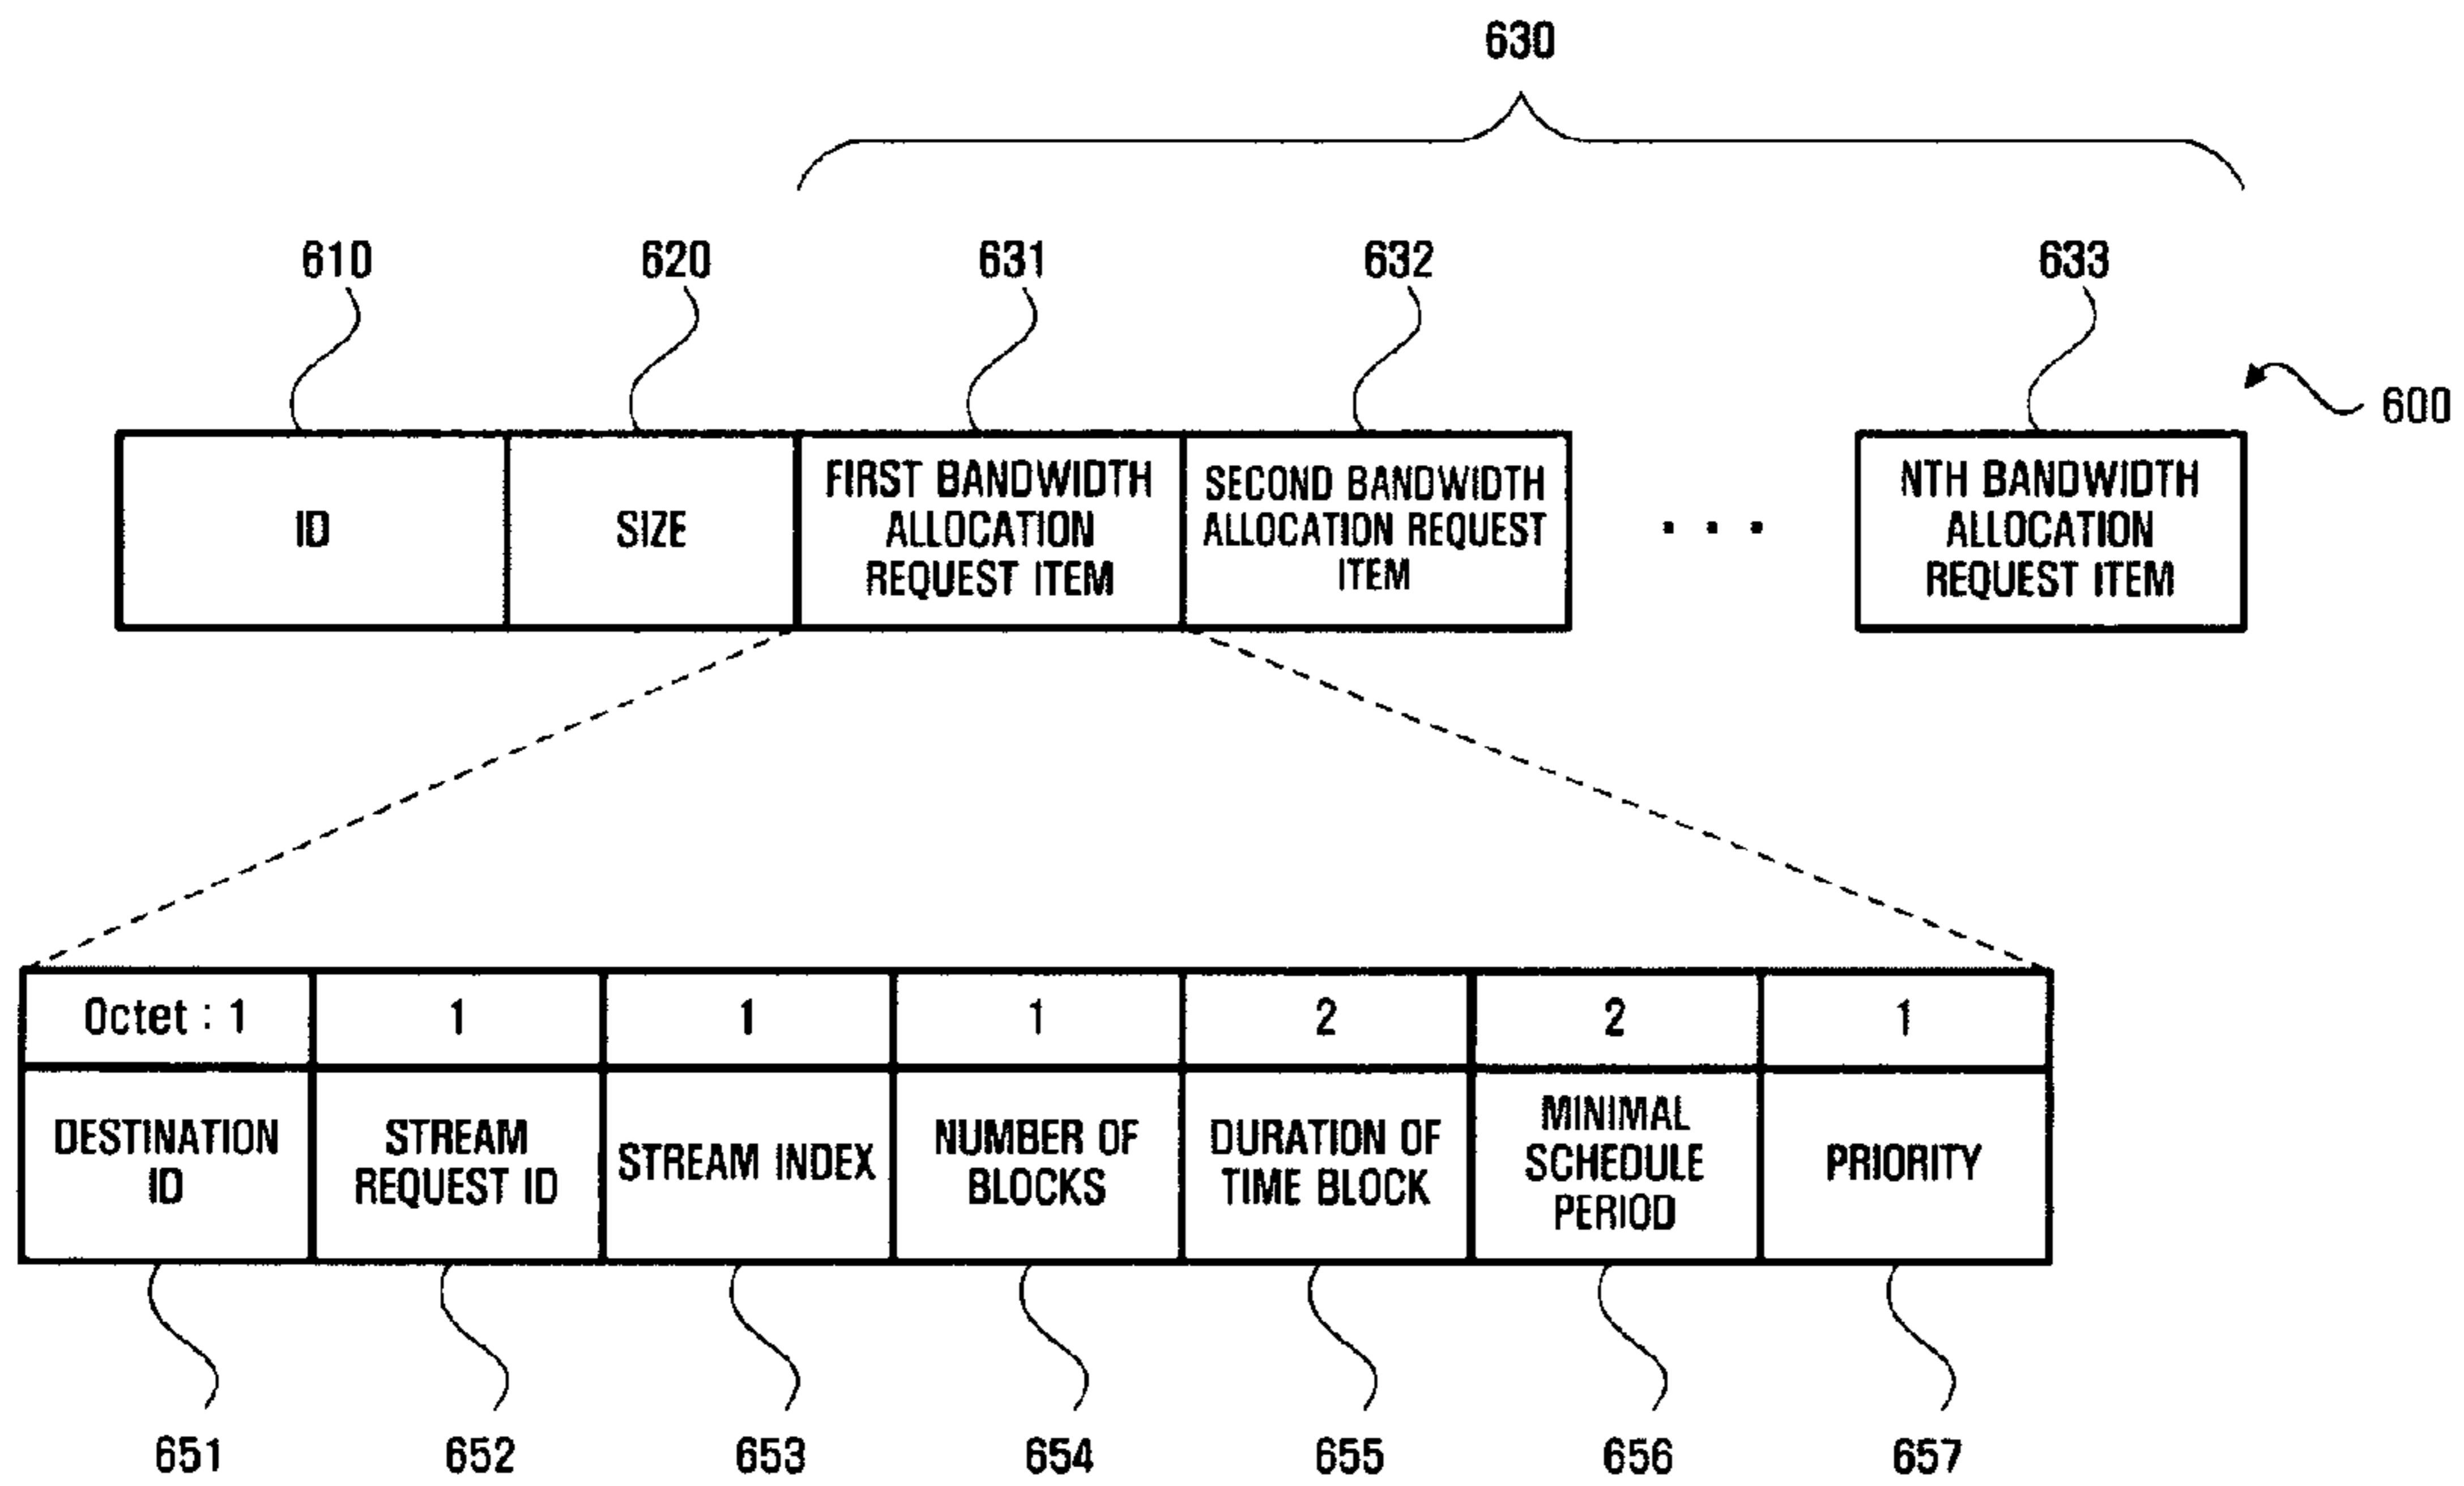 630
610
620
631
632
633
600
ID
SIZE
FIRST BANDWIDTH
ALLOCATION
REQUEST ITEM
SECOND BANDWIDTH
ALLOCATION REQUEST
ITEM
...
NTH BANDWIDTH
ALLOCATION
REQUEST ITEM
Octet : 1
1
1
1
2
2
1
DESTINATION
ID
STREAM
REQUEST ID
STREAM INDEX
NUMBER OF
BLOCKS
DURATION OF
TIME BLOCK
MINIMAL
SCHEDULE
PERIOD
PRIORITY
651
652
653
654
655
656
657